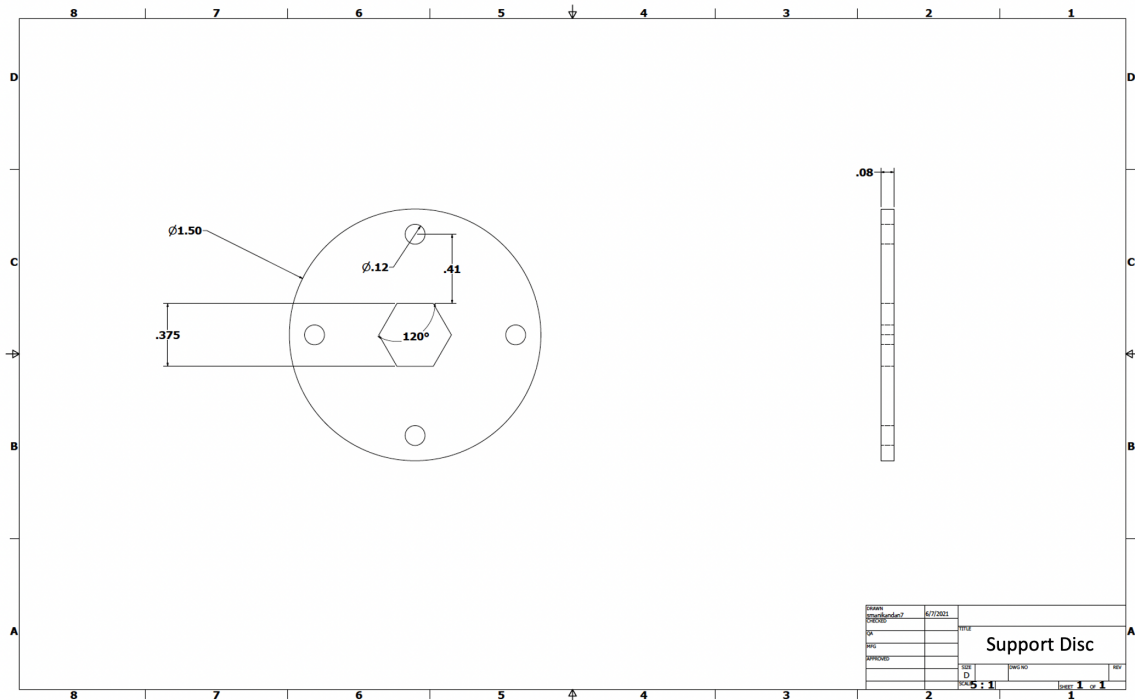 8 7 6 5 4 3 2 1
D D
.08
Ø1.50
C Ø.12 .41 C
.375 120°
B B
DRAWN
smanikandan7 6/7/2021
CHECKED
QA TITLE
A Support Disc A
MFG
APPROVED
SIZE DWG NO REV
D
SCALE 5 : 1 SHEET 1 OF 1
8 7 6 5 4 3 2 1